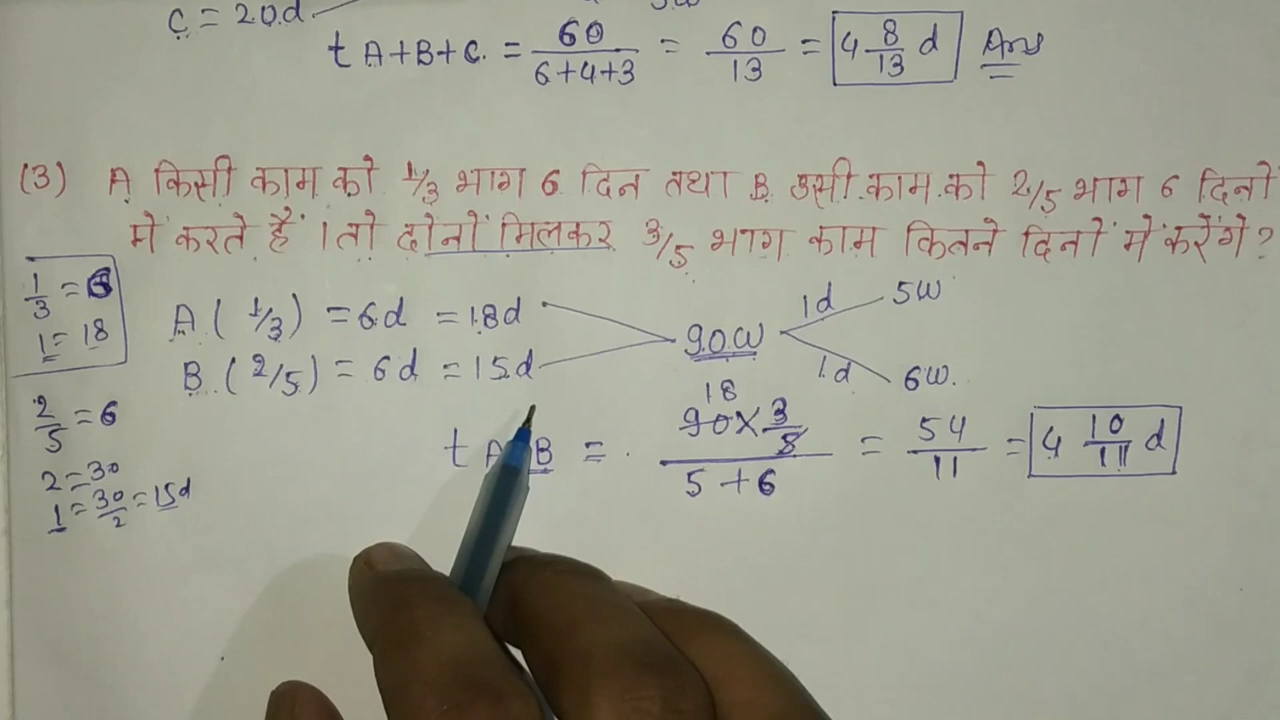 C = 20d
t A+B+C = 60/(6+4+3) = 60/13 = 4 8/13 d Ans
(3) A किसी काम को 1/3 भाग 6 दिन तथा B उसी काम को 2/5 भाग 6 दिनों
में करते हैं । तो दोनों मिलकर 3/5 भाग काम कितने दिनों में करेंगे ?
1/3 = 6
1 = 18
A (1/3) = 6d = 18d
B (2/5) = 6d = 15d
90W
1d 5W
1d 6W.
2/5 = 6
2 = 30
1 = 30/2 = 15d
18
t A B = 90 × 3/5 / 5+6 = 54/11 = 4 10/11 d